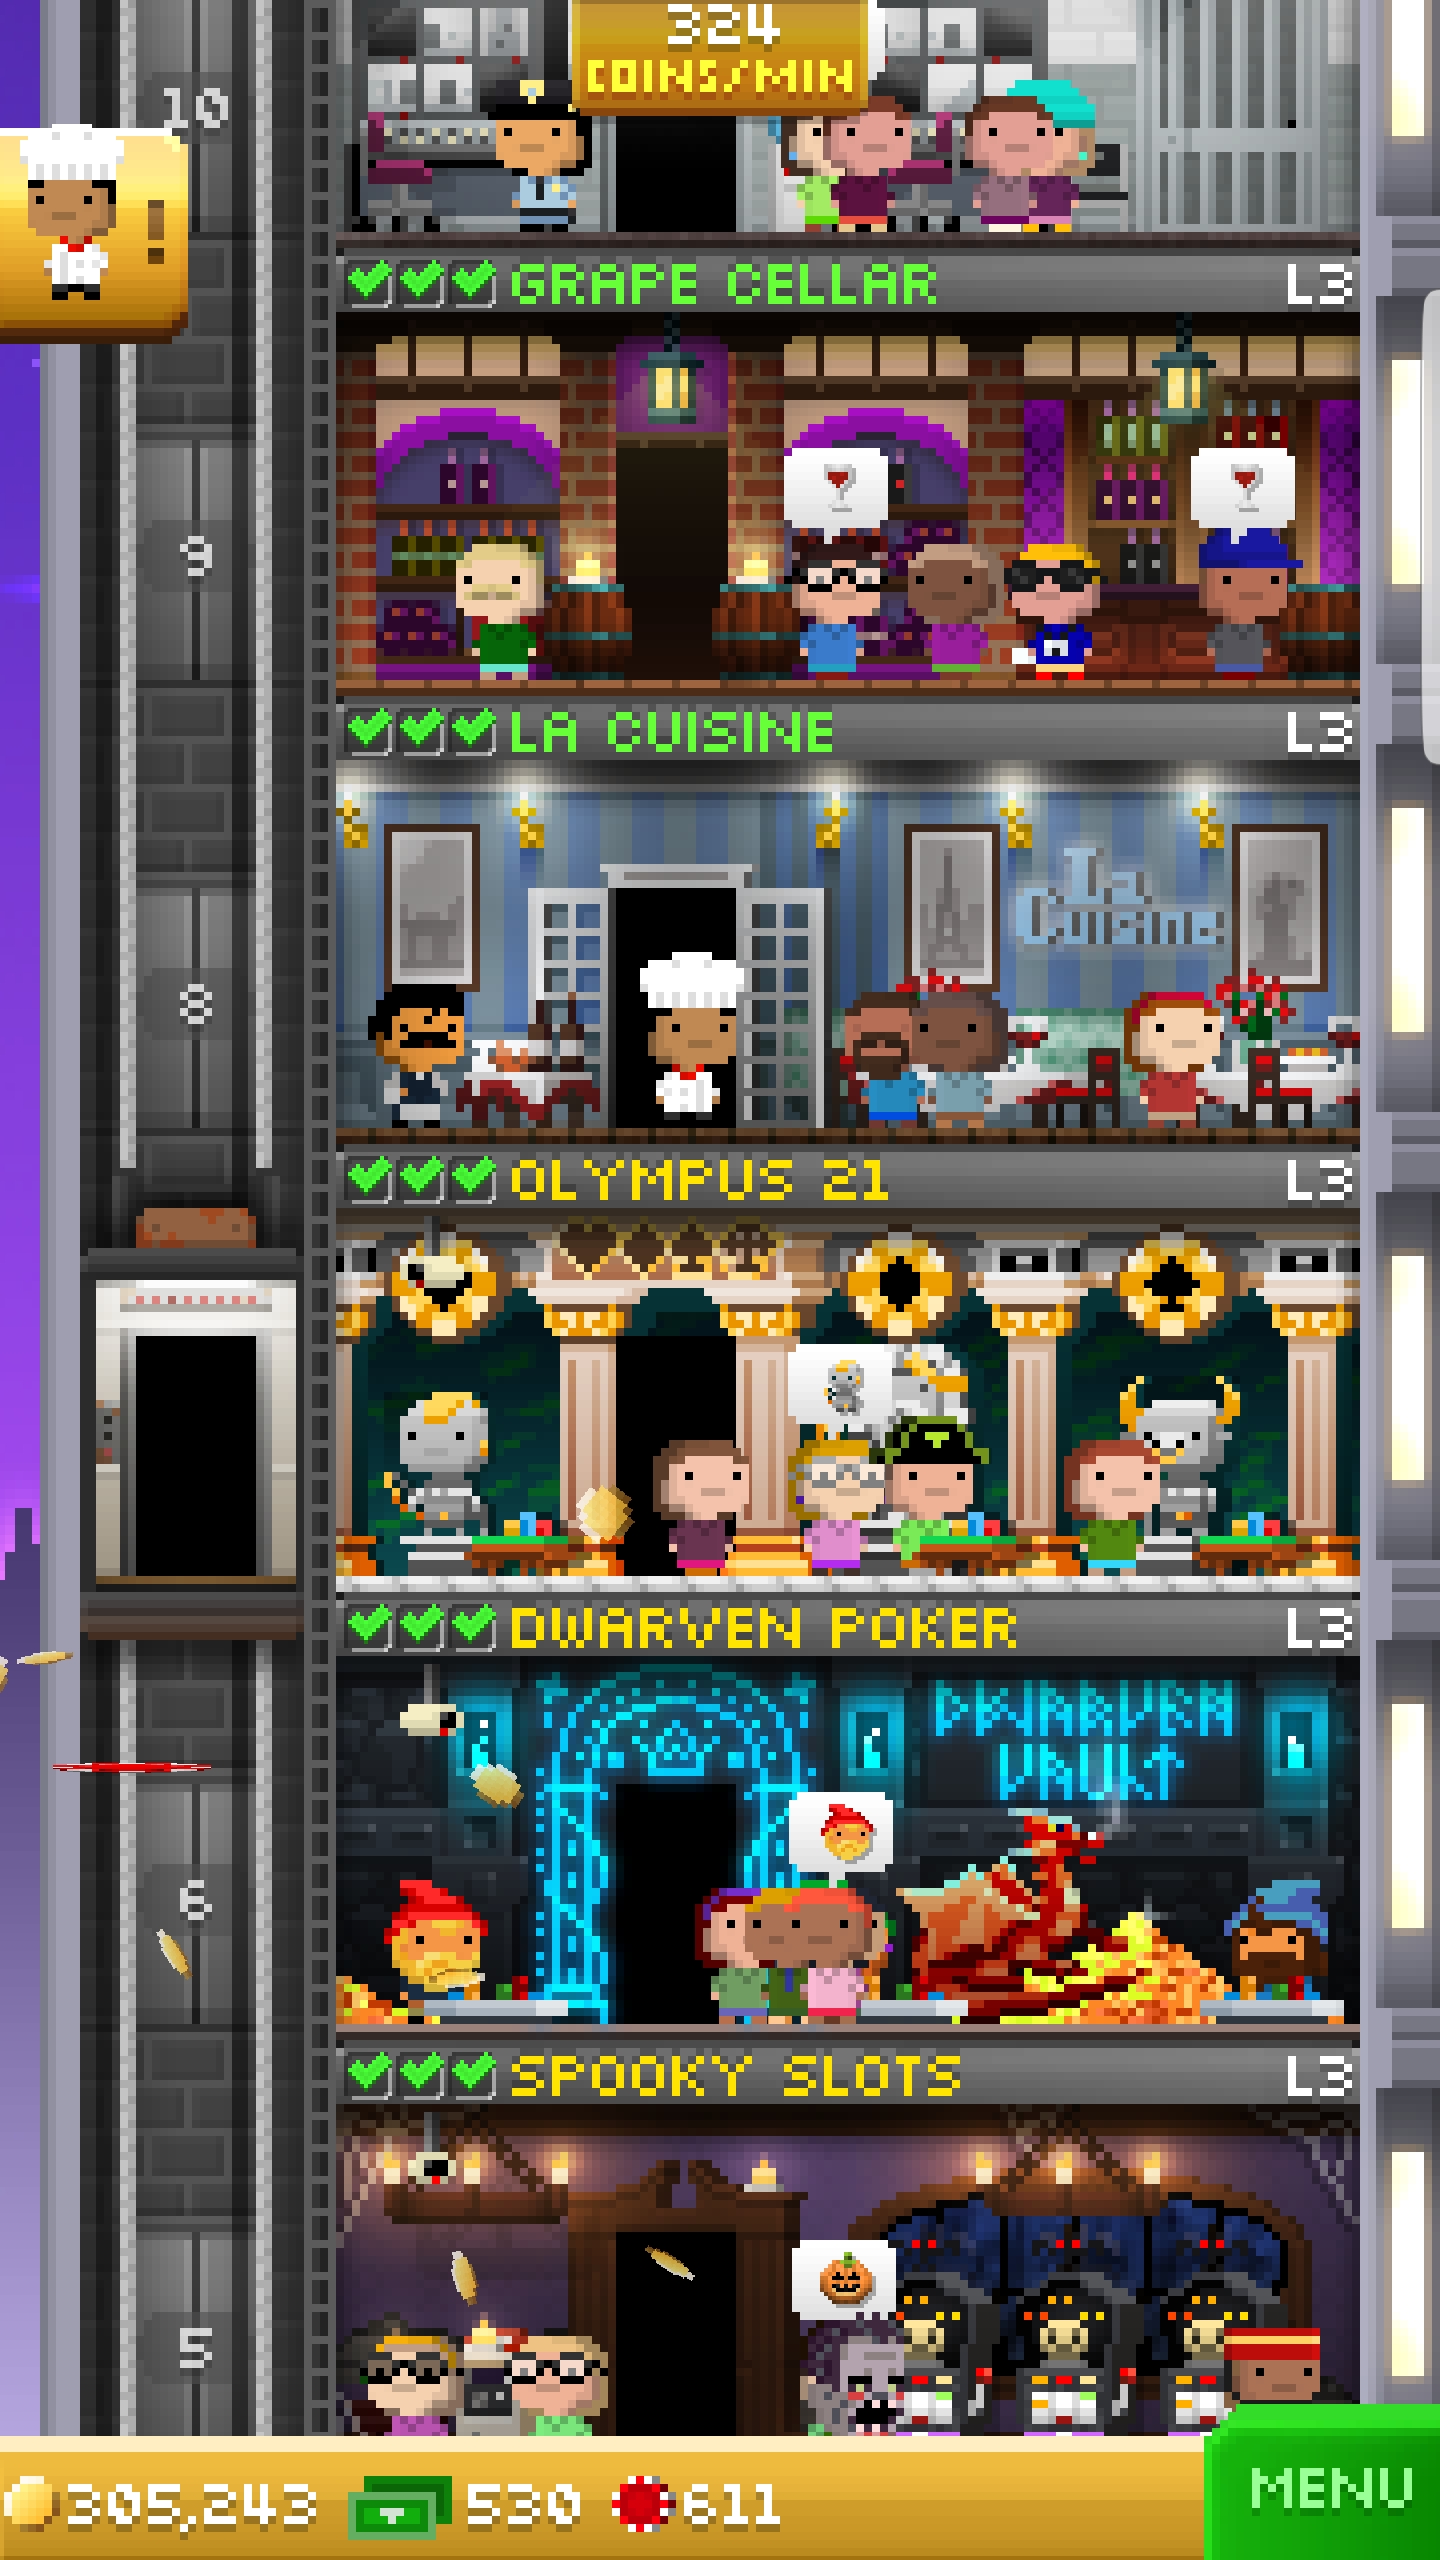 324
COINS/MIN
10
!
GRAPE CELLAR L3
9
LA CUISINE L3
La
Cuisine
8
OLYMPUS 21 L3
DWARVEN POKER L3
DWARVEN
VAULT
6
SPOOKY SLOTS L3
5
305,243 530 611
MENU